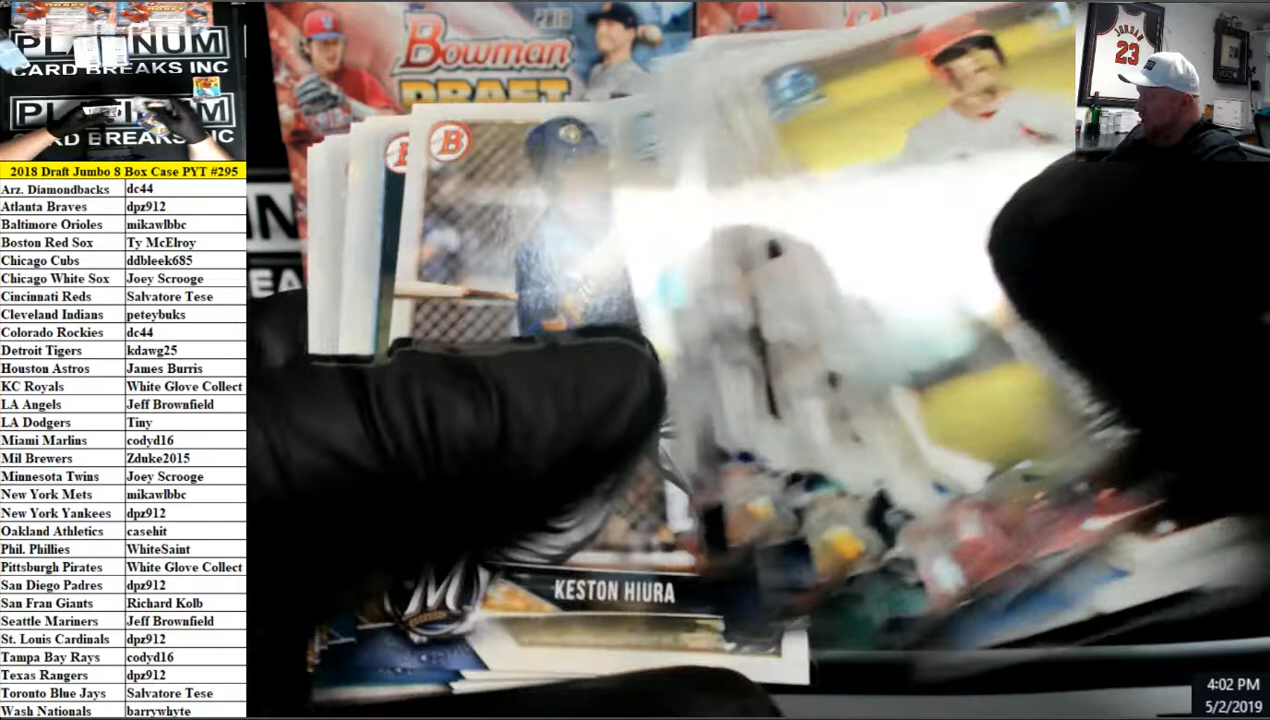 PLATINUM
CARD BREAKS INC
PLATINUM
CARD BREAKS INC
2018 Draft Jumbo 8 Box Case PYT #295
Arz. Diamondbacks dc44
Atlanta Braves dpz912
Baltimore Orioles mikawlbbc
Boston Red Sox Ty McElroy
Chicago Cubs ddbleek685
Chicago White Sox Joey Scrooge
Cincinnati Reds Salvatore Tese
Cleveland Indians peteybuks
Colorado Rockies dc44
Detroit Tigers kdawg25
Houston Astros James Burris
KC Royals White Glove Collect
LA Angels Jeff Brownfield
LA Dodgers Tiny
Miami Marlins codyd16
Mil Brewers Zduke2015
Minnesota Twins Joey Scrooge
New York Mets mikawlbbc
New York Yankees dpz912
Oakland Athletics casehit
Phil. Phillies WhiteSaint
Pittsburgh Pirates White Glove Collect
San Diego Padres dpz912
San Fran Giants Richard Kolb
Seattle Mariners Jeff Brownfield
St. Louis Cardinals dpz912
Tampa Bay Rays codyd16
Texas Rangers dpz912
Toronto Blue Jays Salvatore Tese
Wash Nationals barrywhyte
2018
Bowman
DRAFT
B
B
M
KESTON HIURA
JORDAN
23
4:02 PM
5/2/2019